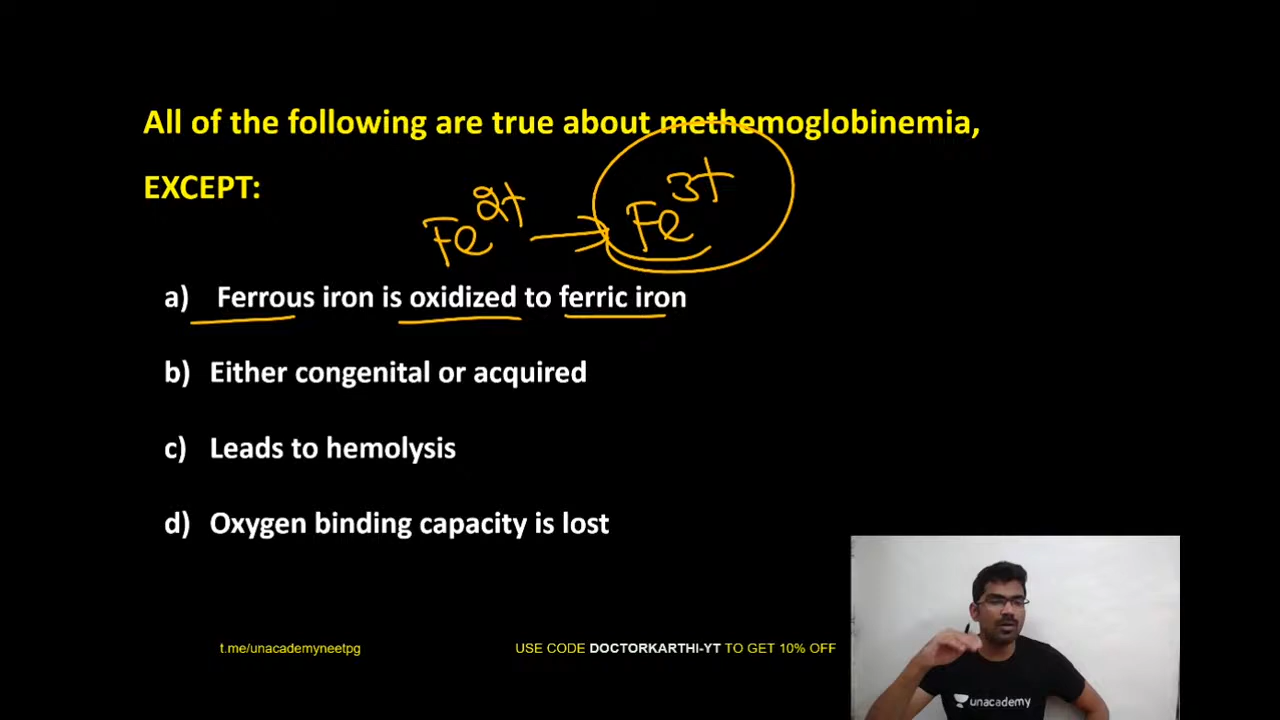 All of the following are true about methemoglobinemia,
EXCEPT:
Fe2+ → Fe3+
a) Ferrous iron is oxidized to ferric iron
b) Either congenital or acquired
c) Leads to hemolysis
d) Oxygen binding capacity is lost
t.me/unacademyneetpg
USE CODE DOCTORKARTHI-YT TO GET 10% OFF
unacademy